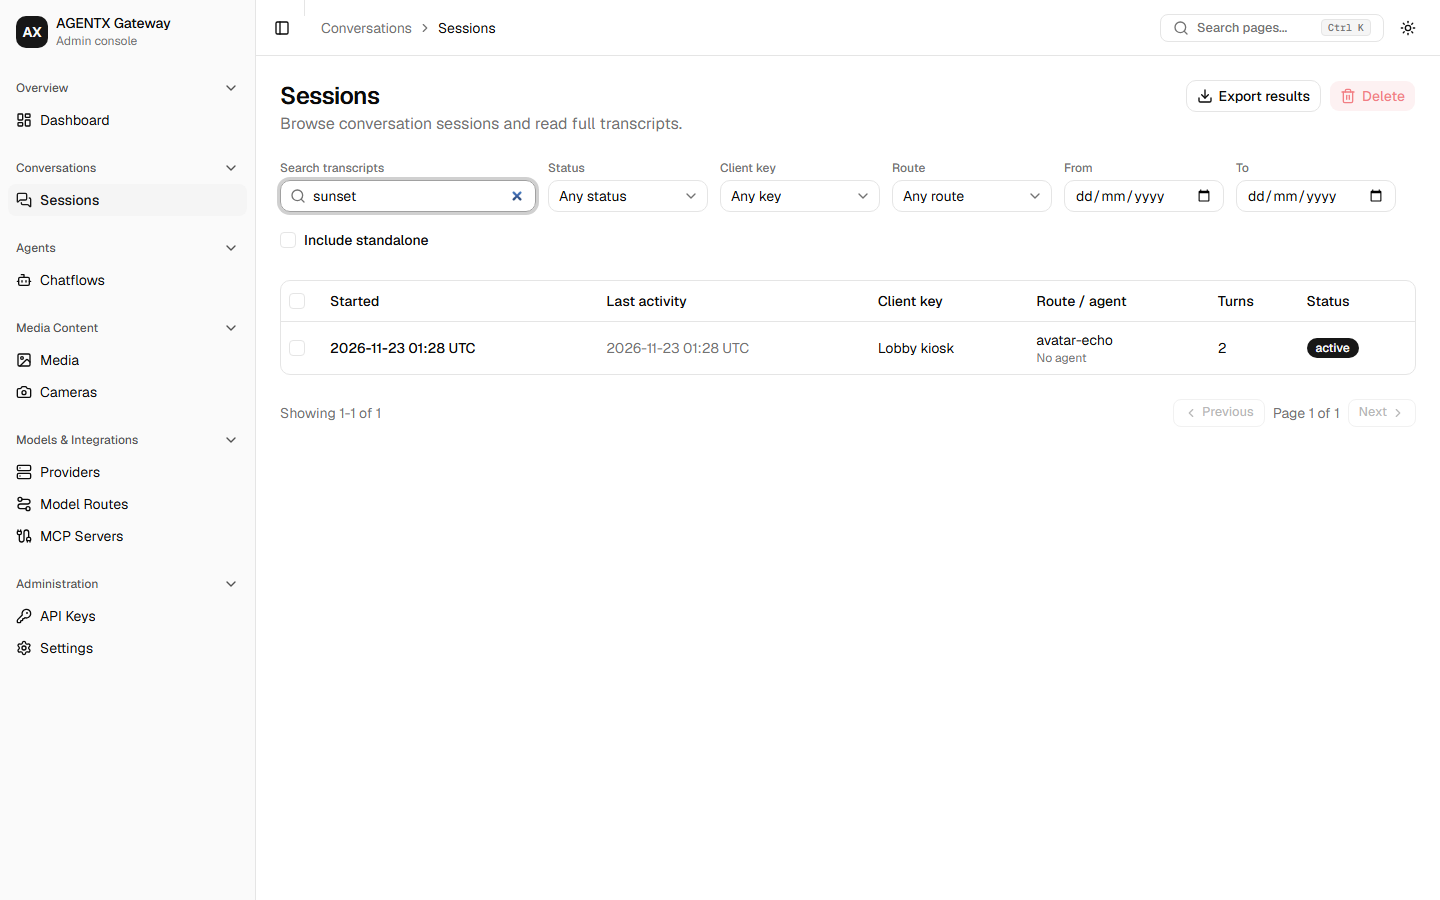 AX
AGENTX Gateway
Admin console
Overview
Dashboard
Conversations
Sessions
Agents
Chatflows
Media Content
Media
Cameras
Models & Integrations
Providers
Model Routes
MCP Servers
Administration
API Keys
Settings
Conversations > Sessions
Search pages... Ctrl K
Sessions
Browse conversation sessions and read full transcripts.
Export results
Delete
Search transcripts Status Client key Route From To
sunset Any status Any key Any route dd/mm/yyyy dd/mm/yyyy
Include standalone
Started Last activity Client key Route / agent Turns Status
2026-11-23 01:28 UTC 2026-11-23 01:28 UTC Lobby kiosk avatar-echo 2 active
No agent
Showing 1-1 of 1
Previous Page 1 of 1 Next